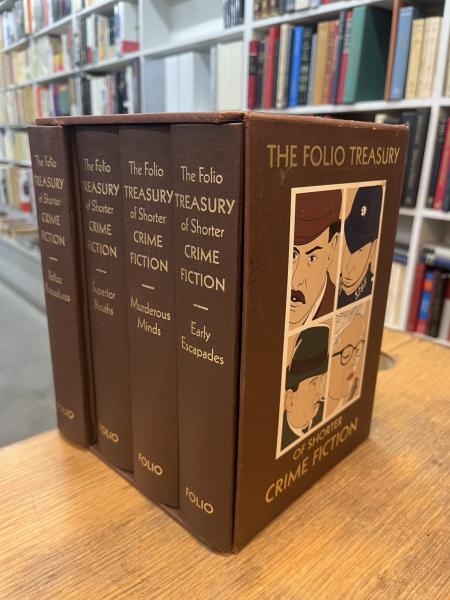 The Folio
TREASURY
of Shorter
CRIME
FICTION
Police
Procedures
FOLIO
The Folio
TREASURY
of Shorter
CRIME
FICTION
Superior
Sleuths
FOLIO
The Folio
TREASURY
of Shorter
CRIME
FICTION
Murderous
Minds
FOLIO
The Folio
TREASURY
of Shorter
CRIME
FICTION
Early
Escapades
FOLIO
THE FOLIO TREASURY
OF SHORTER
CRIME FICTION